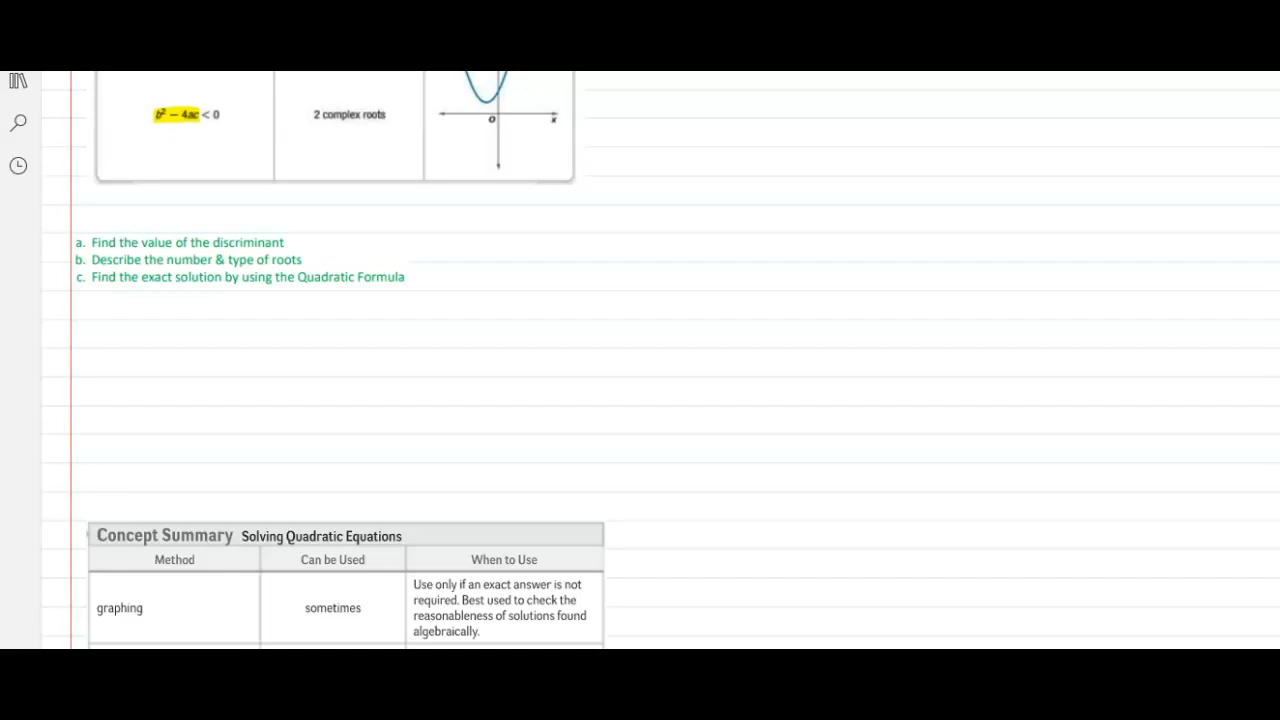 b² − 4ac < 0
2 complex roots
O
x
a. Find the value of the discriminant
b. Describe the number & type of roots
c. Find the exact solution by using the Quadratic Formula
Concept Summary Solving Quadratic Equations
Method
Can be Used
When to Use
graphing
sometimes
Use only if an exact answer is not
required. Best used to check the
reasonableness of solutions found
algebraically.